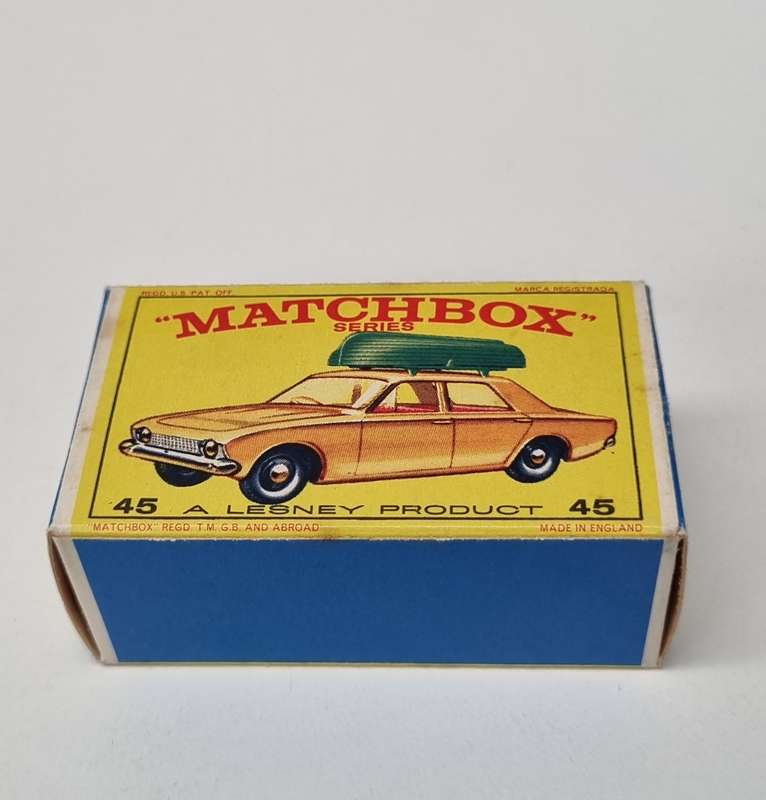 REGD. U.S. PAT. OFF. MARCA REGISTRADA
"MATCHBOX"
SERIES
45 A LESNEY PRODUCT 45
"MATCHBOX" REGD. T.M. G.B. AND ABROAD MADE IN ENGLAND